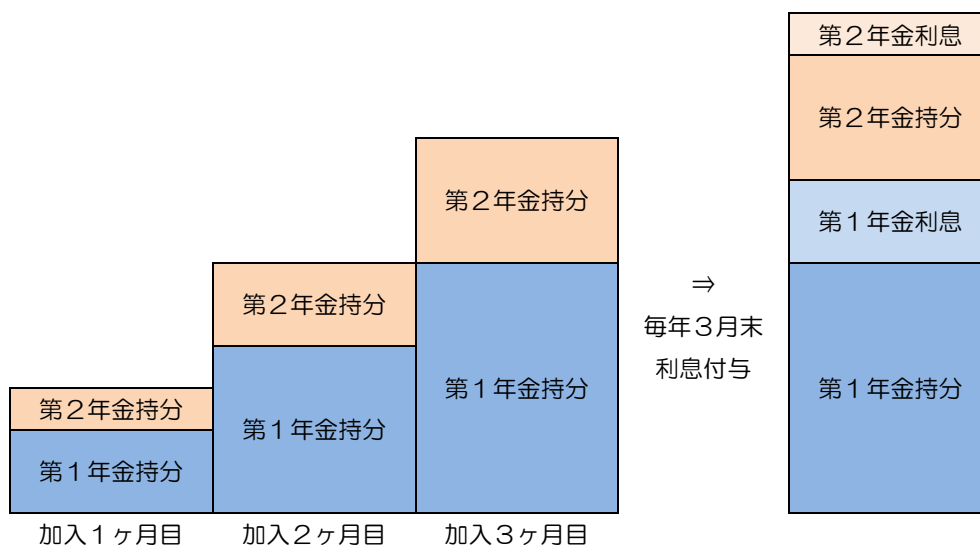 第２年金持分
第１年金持分
加入１ヶ月目
第２年金持分
第１年金持分
加入２ヶ月目
第２年金持分
第１年金持分
加入３ヶ月目
⇒
毎年３月末
利息付与
第２年金利息
第２年金持分
第１年金利息
第１年金持分